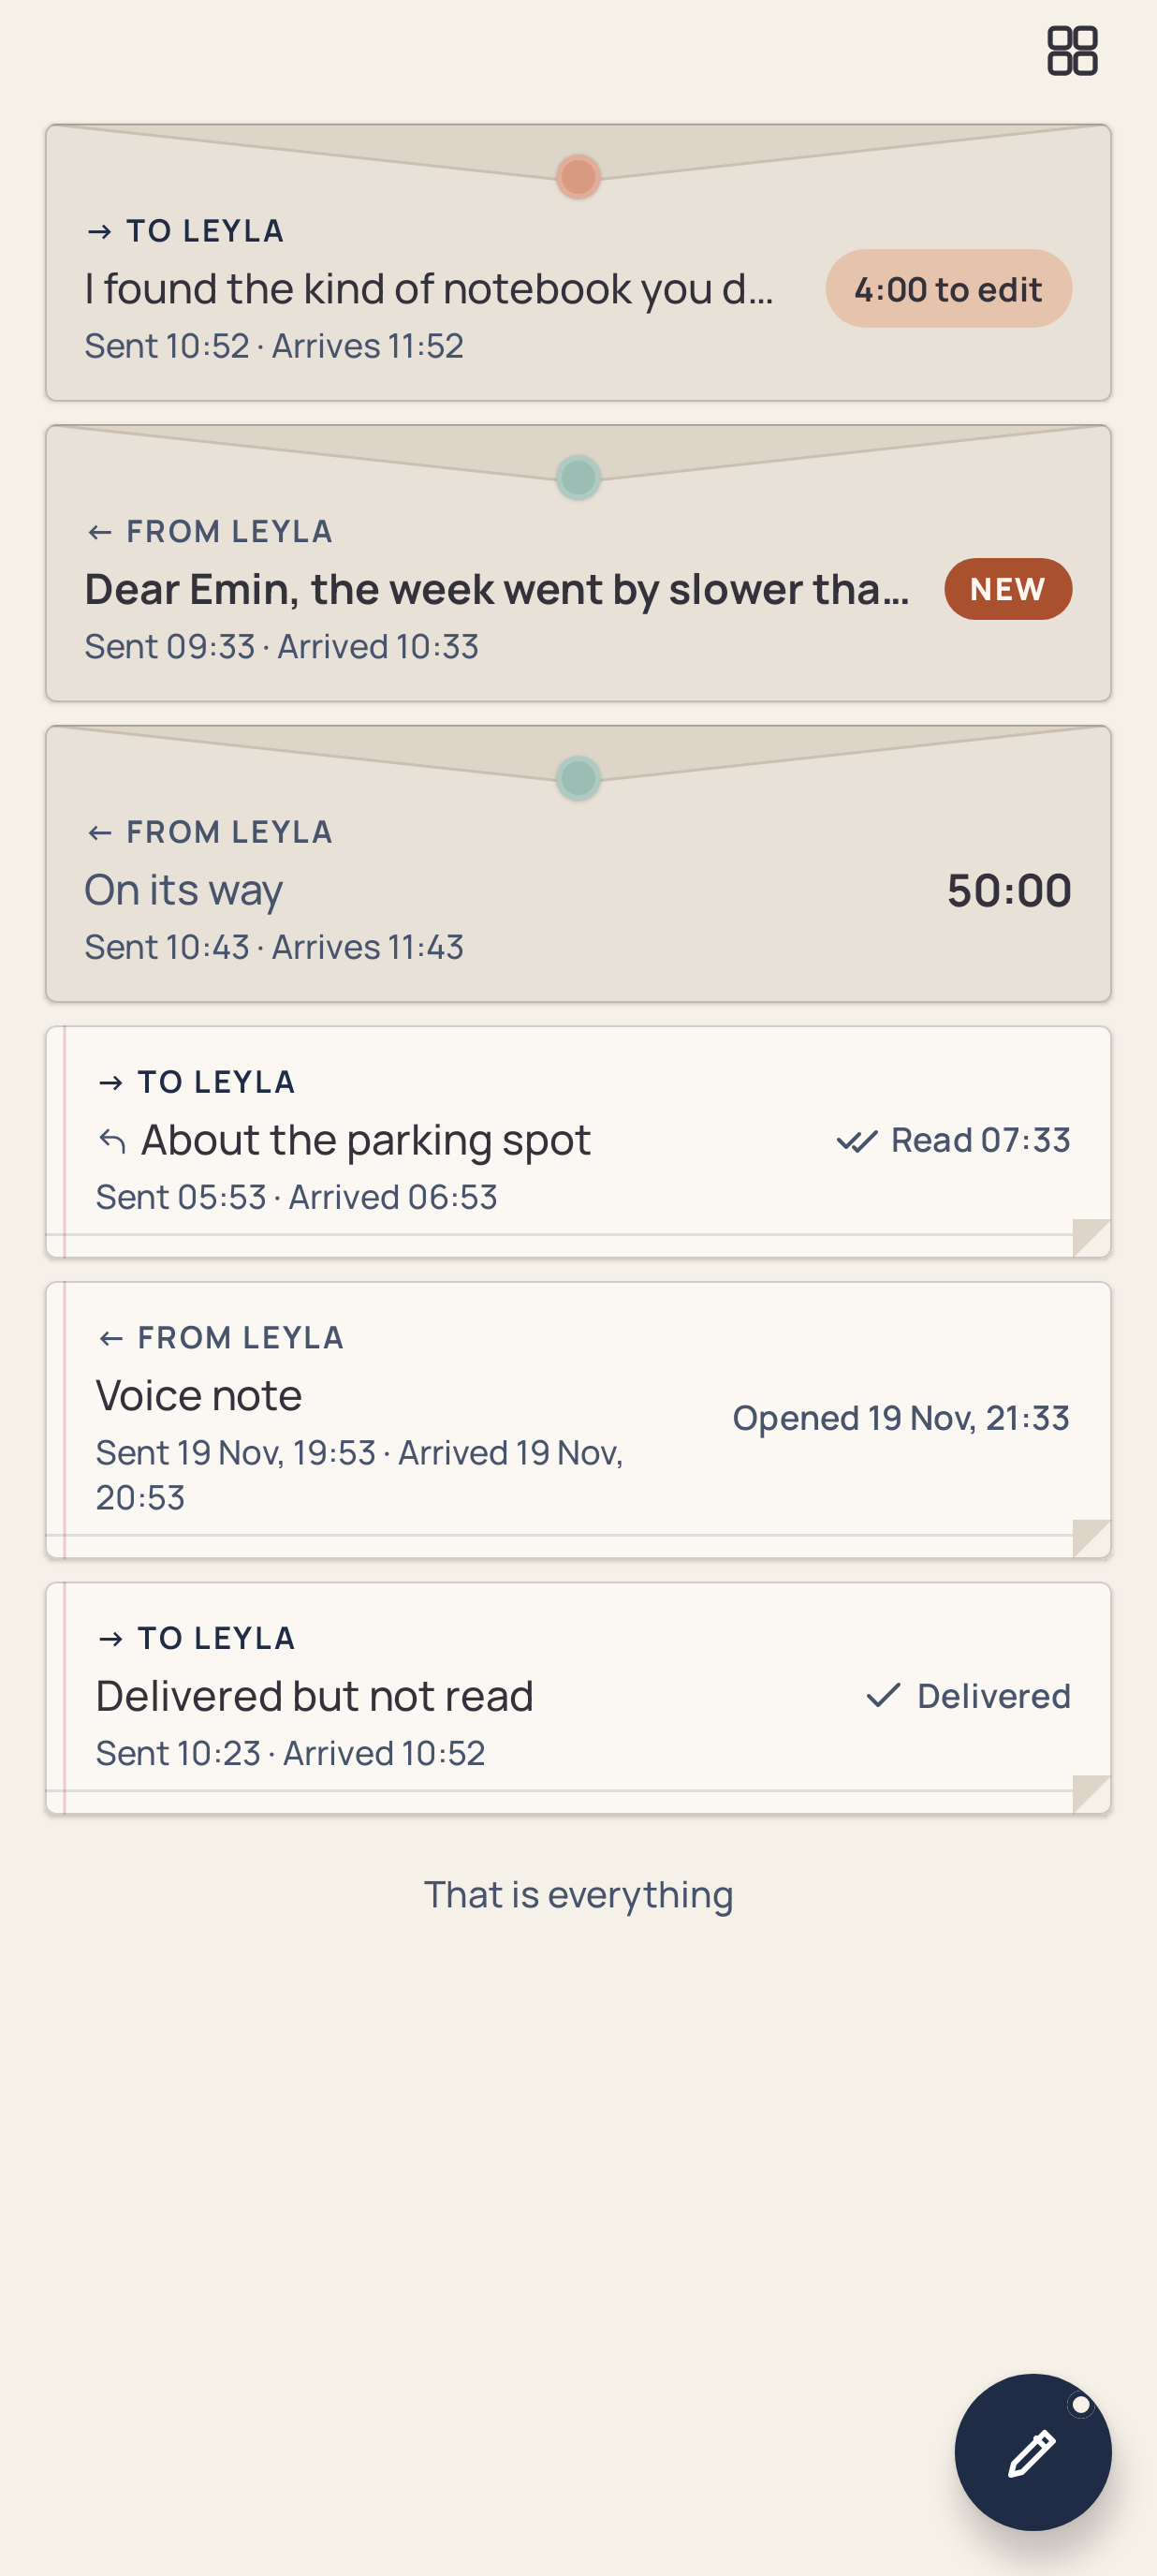 → TO LEYLA
I found the kind of notebook you d...
4:00 to edit
Sent 10:52 · Arrives 11:52
← FROM LEYLA
Dear Emin, the week went by slower tha...
NEW
Sent 09:33 · Arrived 10:33
← FROM LEYLA
On its way
50:00
Sent 10:43 · Arrives 11:43
→ TO LEYLA
About the parking spot
Read 07:33
Sent 05:53 · Arrived 06:53
← FROM LEYLA
Voice note
Opened 19 Nov, 21:33
Sent 19 Nov, 19:53 · Arrived 19 Nov,
20:53
→ TO LEYLA
Delivered but not read
Delivered
Sent 10:23 · Arrived 10:52
That is everything